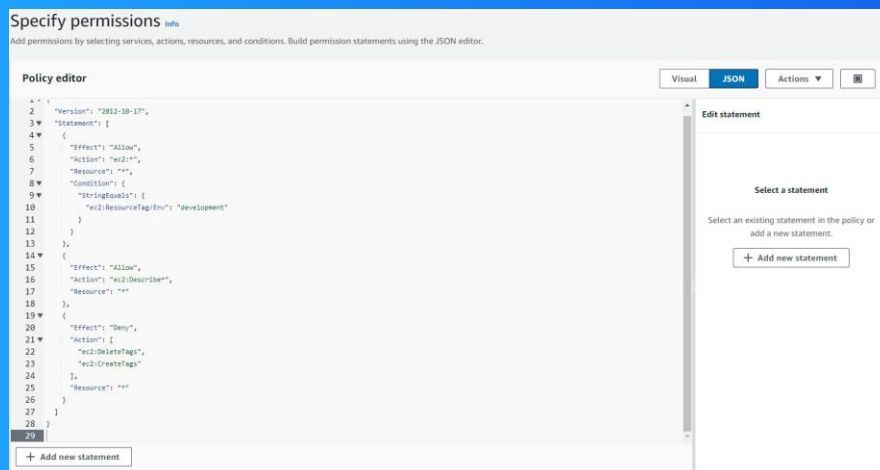 Specify permissions Info
Add permissions by selecting services, actions, resources, and conditions. Build permission statements using the JSON editor.
Policy editor
Visual JSON Actions ▼
2 "Version": "2012-10-17",
3 ▼ "Statement": [
4 ▼ {
5 "Effect": "Allow",
6 "Action": "ec2:*",
7 "Resource": "*",
8 ▼ "Condition": {
9 ▼ "StringEquals": {
10 "ec2:ResourceTag/Env": "development"
11 }
12 }
13 },
14 ▼ {
15 "Effect": "Allow",
16 "Action": "ec2:Describe*",
17 "Resource": "*"
18 },
19 ▼ {
20 "Effect": "Deny",
21 ▼ "Action": [
22 "ec2:DeleteTags",
23 "ec2:CreateTags"
24 ],
25 "Resource": "*"
26 }
27 ]
28 }
29
+ Add new statement
Edit statement
Select a statement
Select an existing statement in the policy or
add a new statement.
+ Add new statement